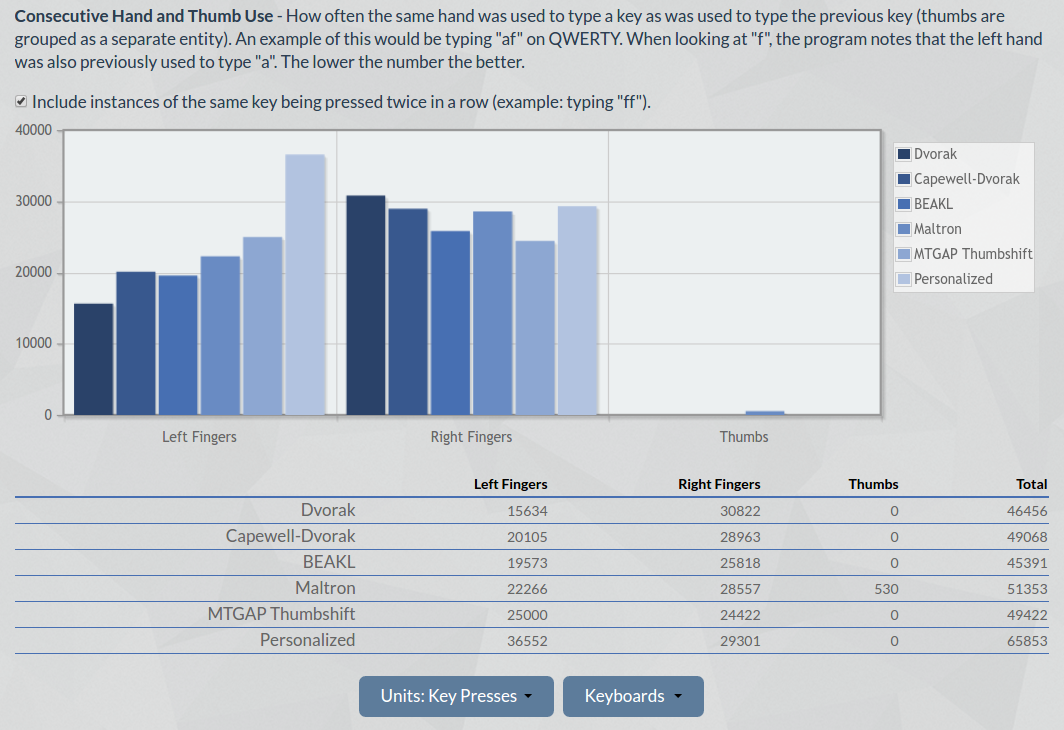 Consecutive Hand and Thumb Use - How often the same hand was used to type a key as was used to type the previous key (thumbs are
grouped as a separate entity). An example of this would be typing "af" on QWERTY. When looking at "f", the program notes that the left hand
was also previously used to type "a". The lower the number the better.
Include instances of the same key being pressed twice in a row (example: typing "ff").
40000
30000
20000
10000
0
Left Fingers Right Fingers Thumbs
Dvorak
Capewell-Dvorak
BEAKL
Maltron
MTGAP Thumbshift
Personalized
Left Fingers Right Fingers Thumbs Total
Dvorak 15634 30822 0 46456
Capewell-Dvorak 20105 28963 0 49068
BEAKL 19573 25818 0 45391
Maltron 22266 28557 530 51353
MTGAP Thumbshift 25000 24422 0 49422
Personalized 36552 29301 0 65853
Units: Key Presses Keyboards